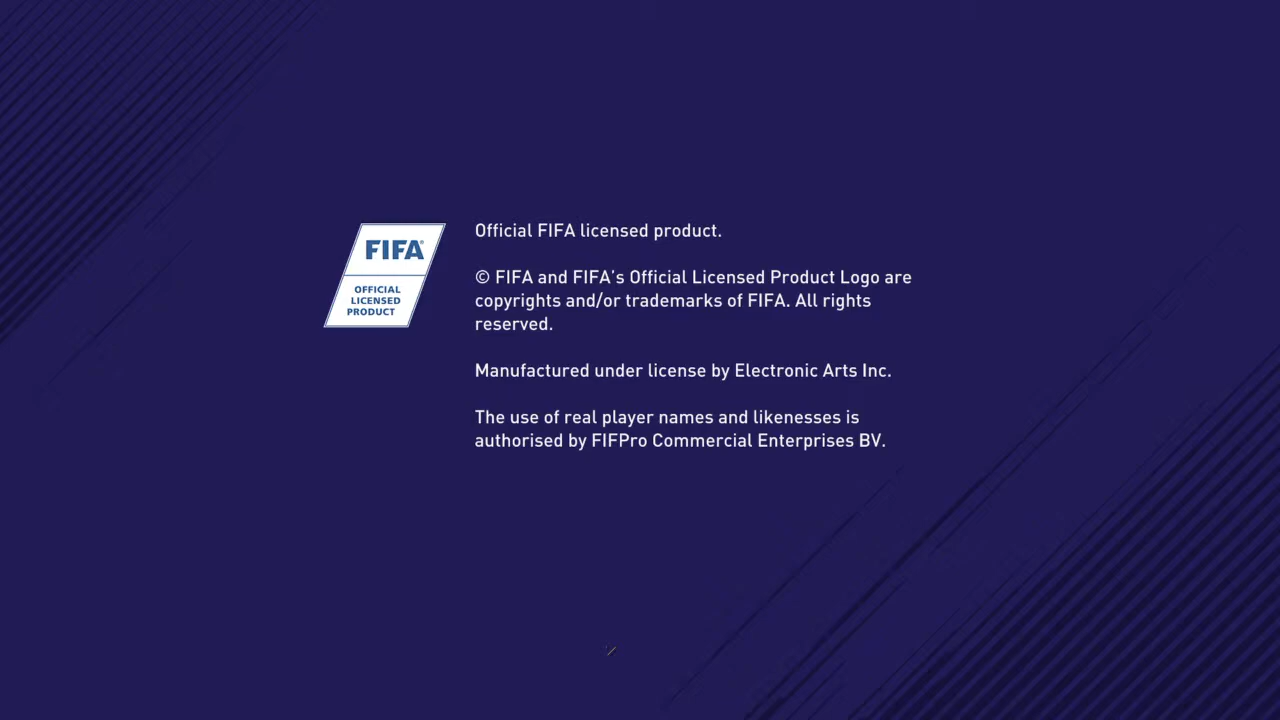 FIFA®
OFFICIAL
LICENSED
PRODUCT
Official FIFA licensed product.
© FIFA and FIFA's Official Licensed Product Logo are
copyrights and/or trademarks of FIFA. All rights
reserved.
Manufactured under license by Electronic Arts Inc.
The use of real player names and likenesses is
authorised by FIFPro Commercial Enterprises BV.